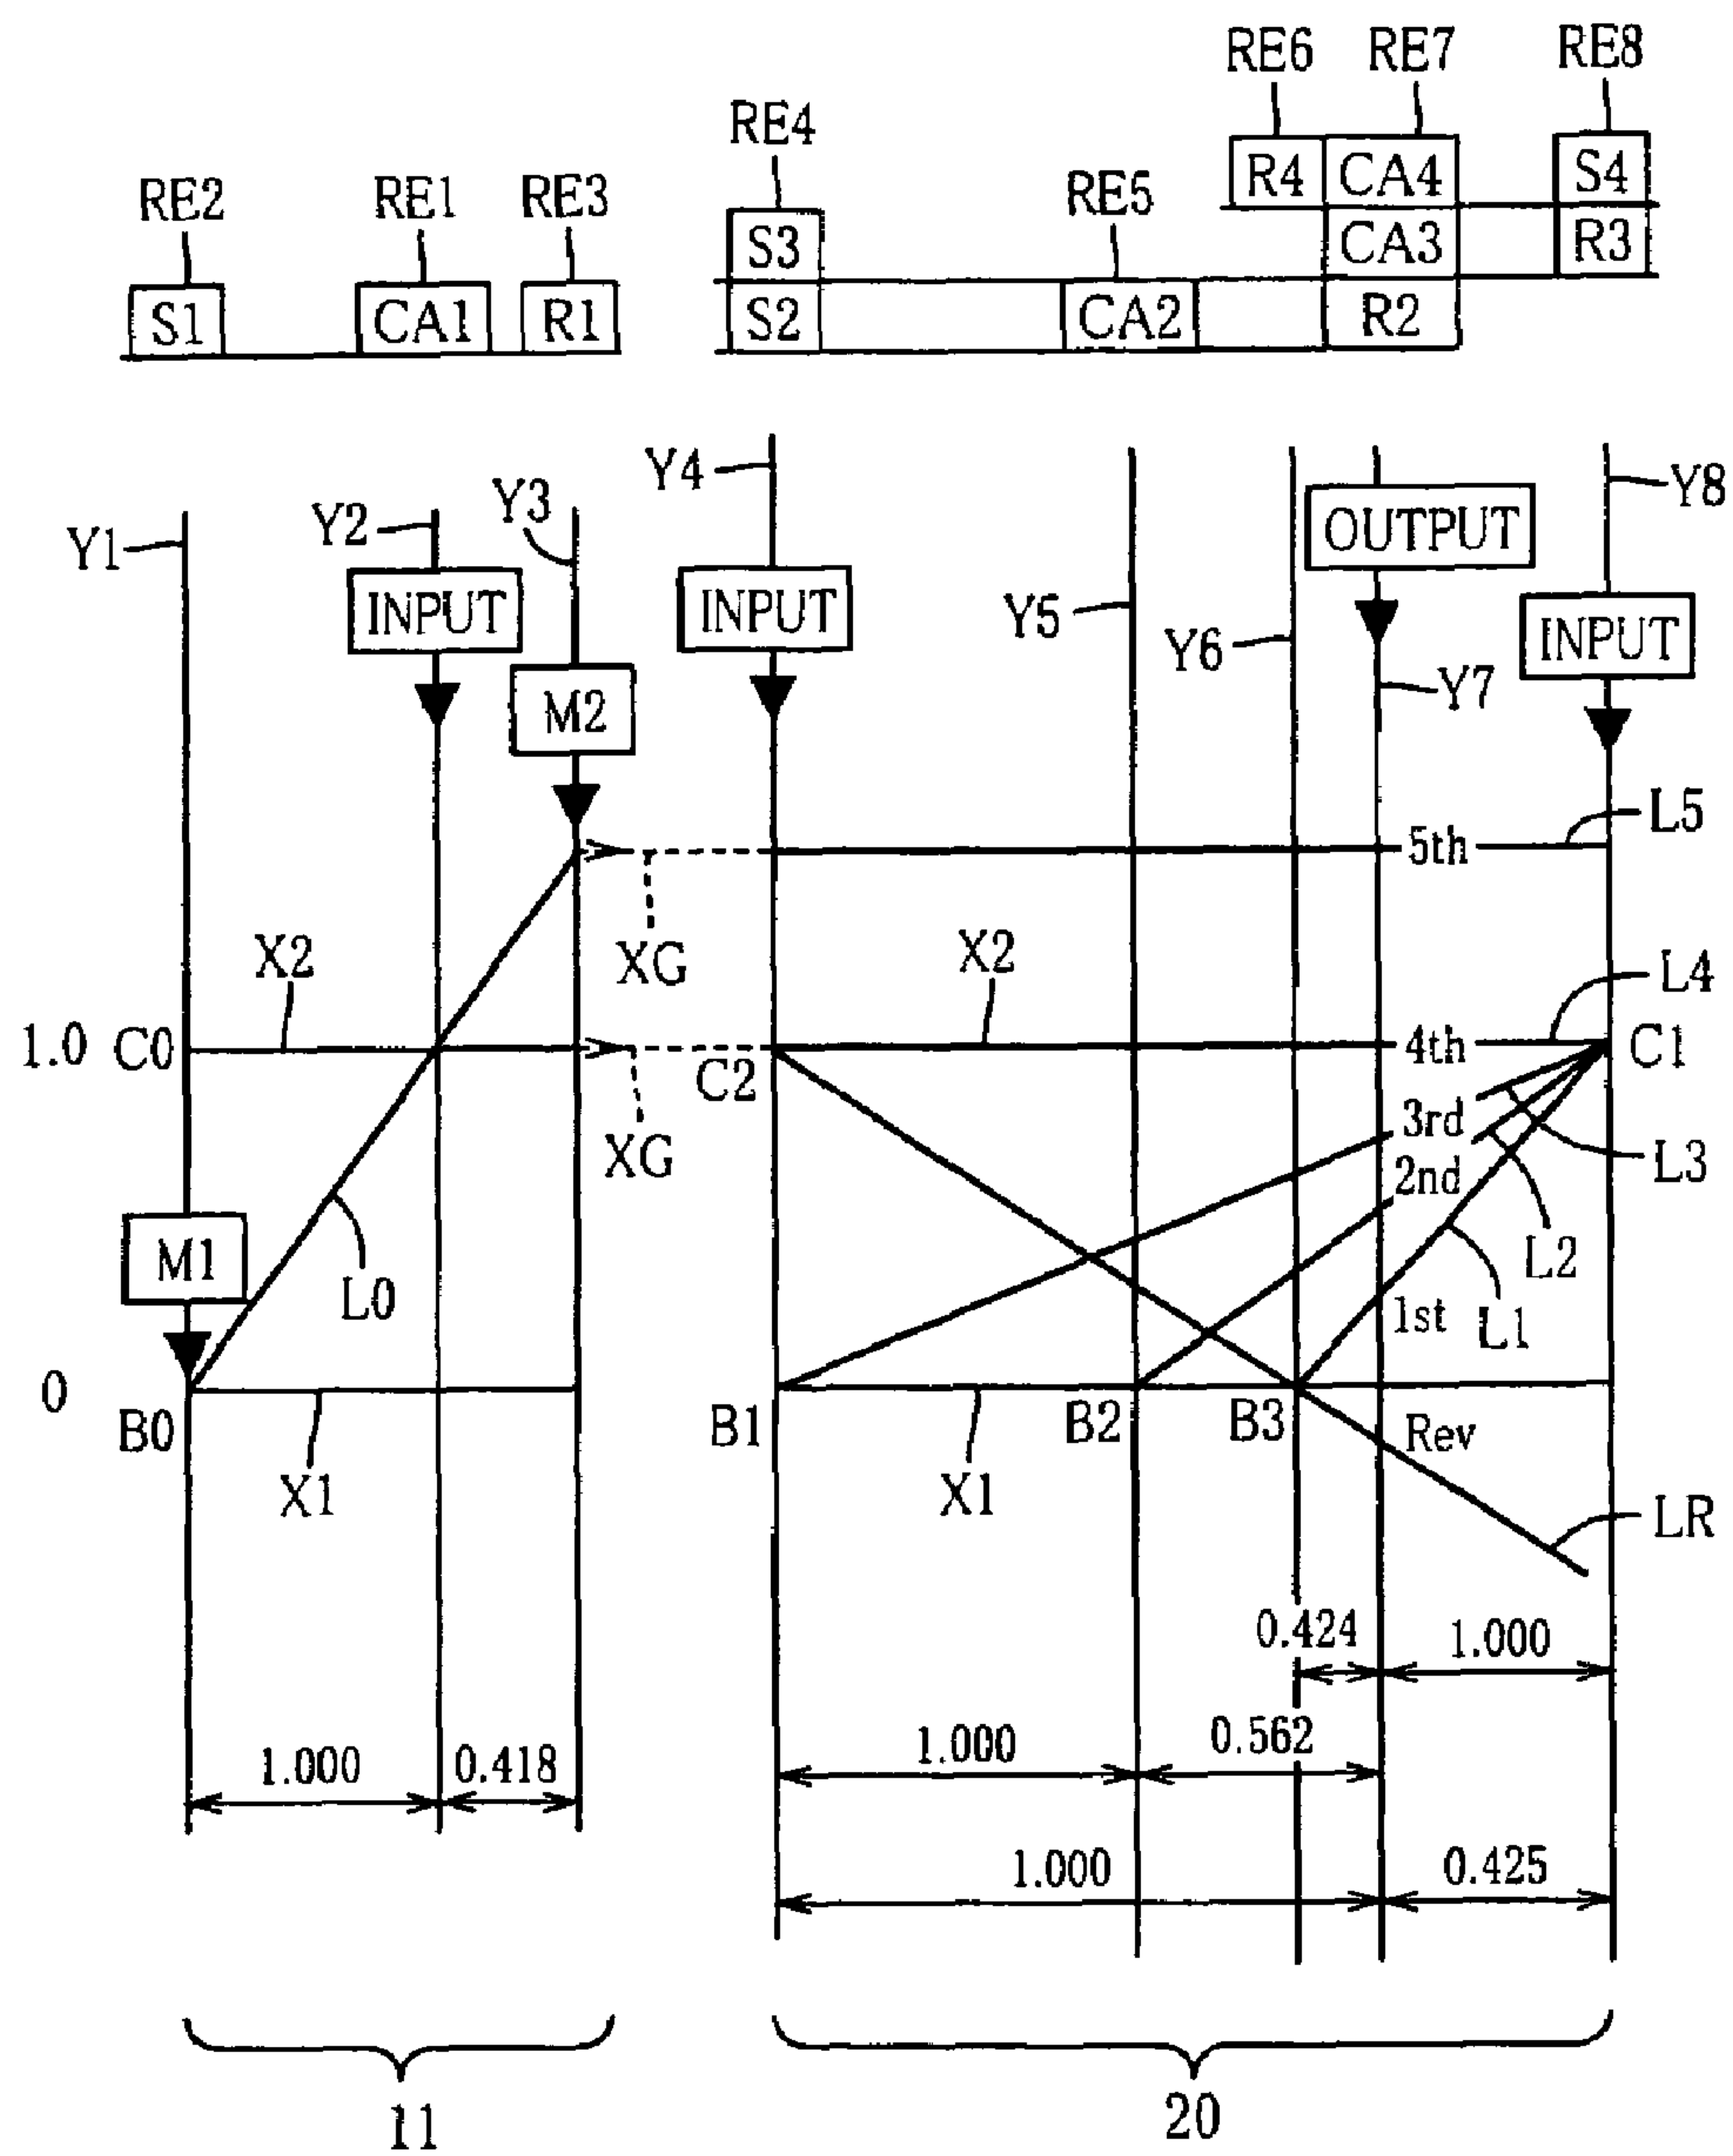 RE6 RE7 RE8
RE4
RE2 RE1 RE3 RE5
R4 CA4 S4
S3 CA3 R3
S1 CA1 R1 S2 CA2 R2
Y1 Y2 Y3 Y4 Y8
OUTPUT
INPUT INPUT Y5 Y6 INPUT
M2 Y7
L5
5th
XG
X2 X2 L4
1.0 C0 C2 4th C1
XG 3rd L3
2nd
M1 L0 L2
1st L1
0
B0 B1 B2 B3 Rev
X1 X1 LR
0.424 1.000
1.000 0.562
1.000 0.418
1.000 0.425
11 20